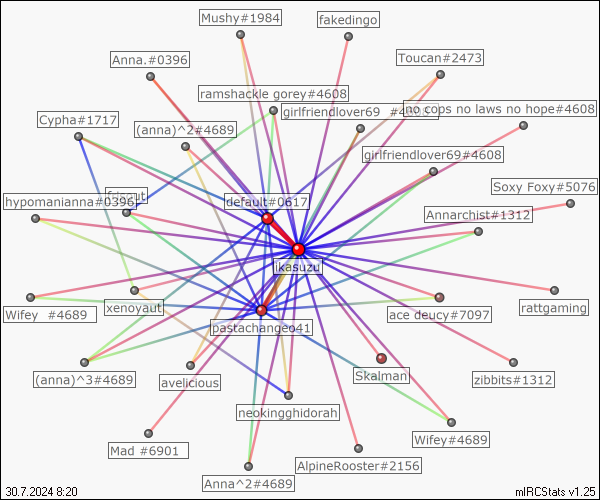 Mushy#1984
fakedingo
Anna.#0396
Toucan#2473
ramshackle gorey#4608
girlfriendlover69
no cops no laws no hope#4608
Cypha#1717
(anna)^2#4689
girlfriendlover69#4608
Soxy Foxy#5076
hypomanianna#0396
default#0617
Annarchist#1312
ikasuzu
xenoyaut
Wifey #4689
pastachangeo41
ace deucy#7097
rattgaming
(anna)^3#4689
avelicious
Skalman
zibbits#1312
neokingghidorah
Wifey#4689
Mad #6901
AlpineRooster#2156
Anna^2#4689
30.7.2024 8:20
mIRCStats v1.25